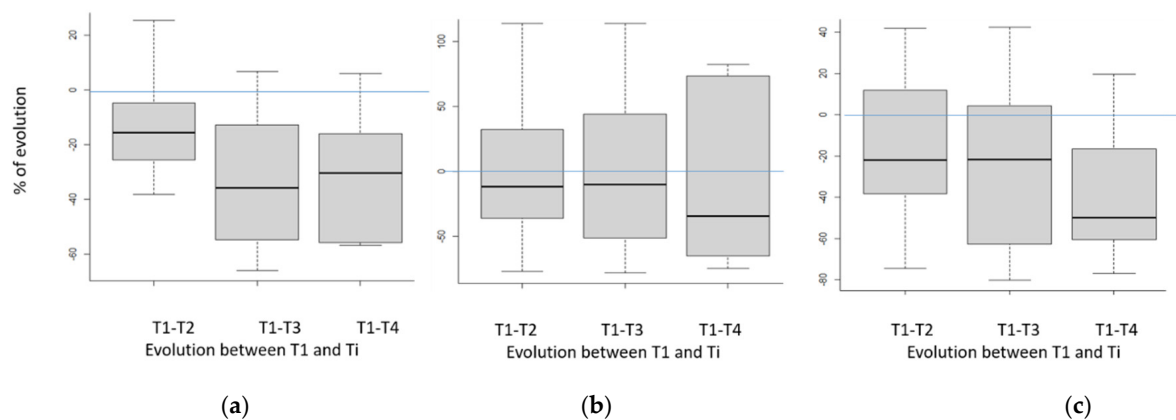 % of evolution
20
0
-20
-40
-60
T1-T2 T1-T3 T1-T4
Evolution between T1 and Ti
(a)
100
50
0
-50
T1-T2 T1-T3 T1-T4
Evolution between T1 and Ti
(b)
40
20
0
-20
-40
-60
-80
T1-T2 T1-T3 T1-T4
Evolution between T1 and Ti
(c)